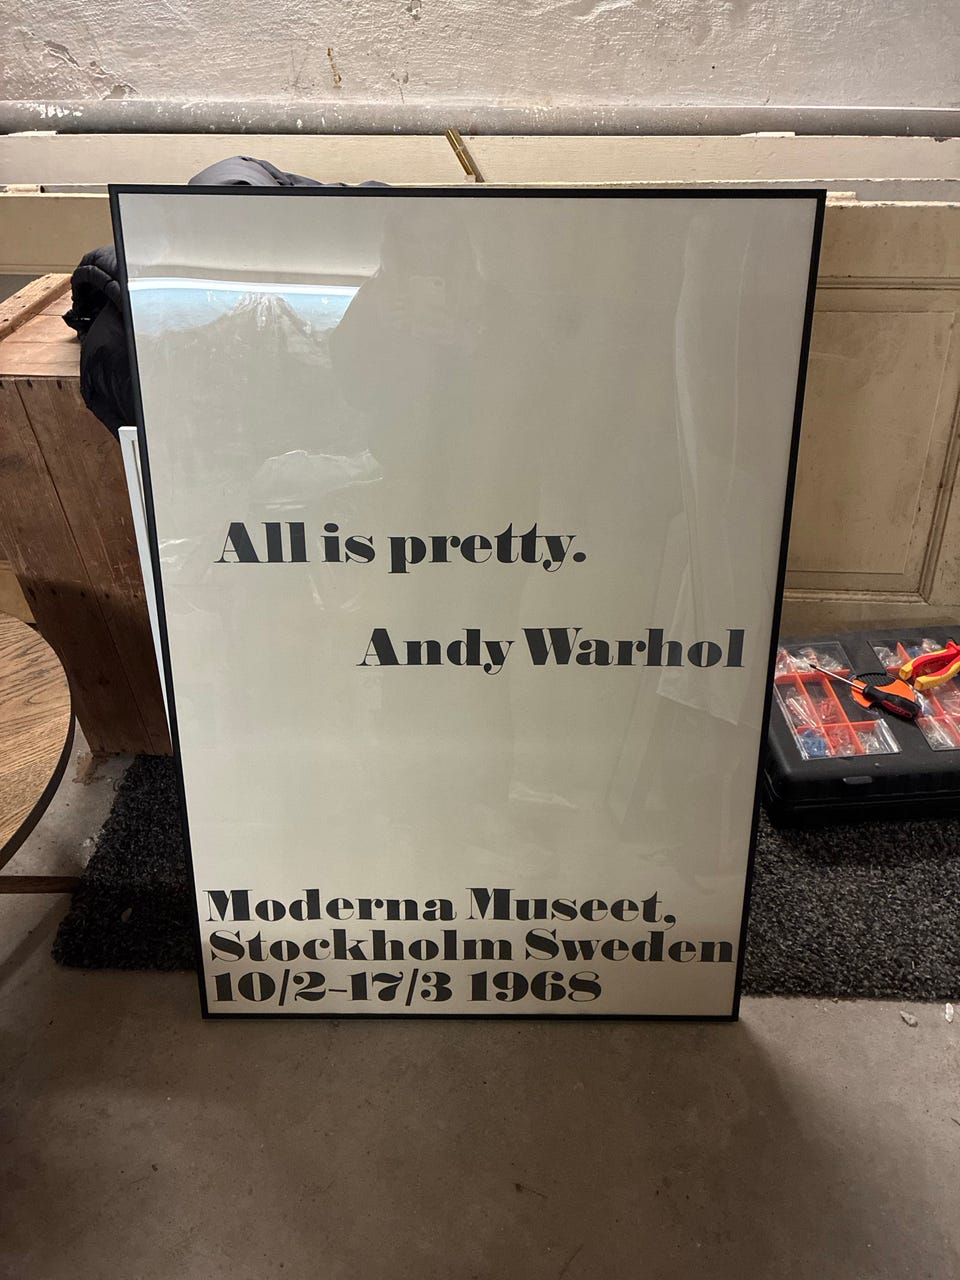 All is pretty.
Andy Warhol
Moderna Museet,
Stockholm Sweden
10/2-17/3 1968